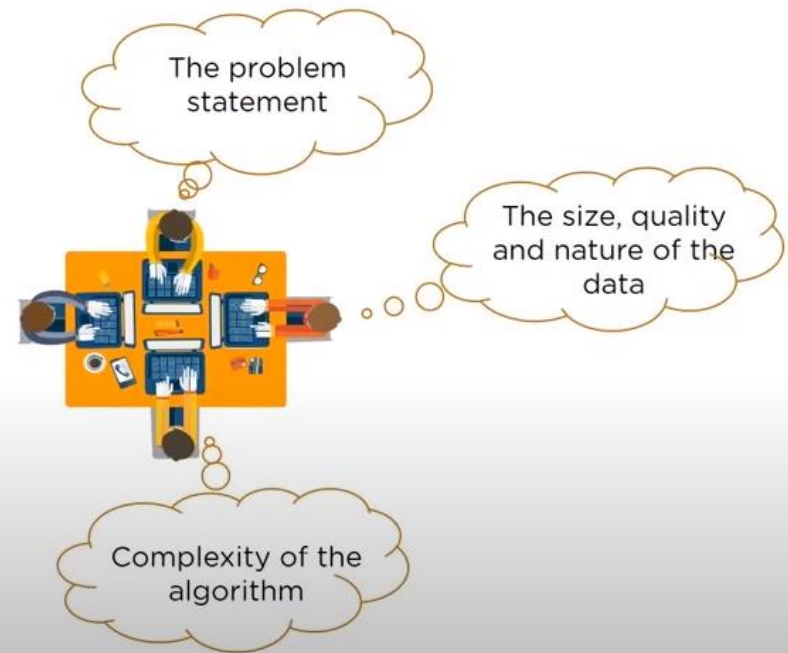 The problem
statement
The size, quality
and nature of the
data
Complexity of the
algorithm